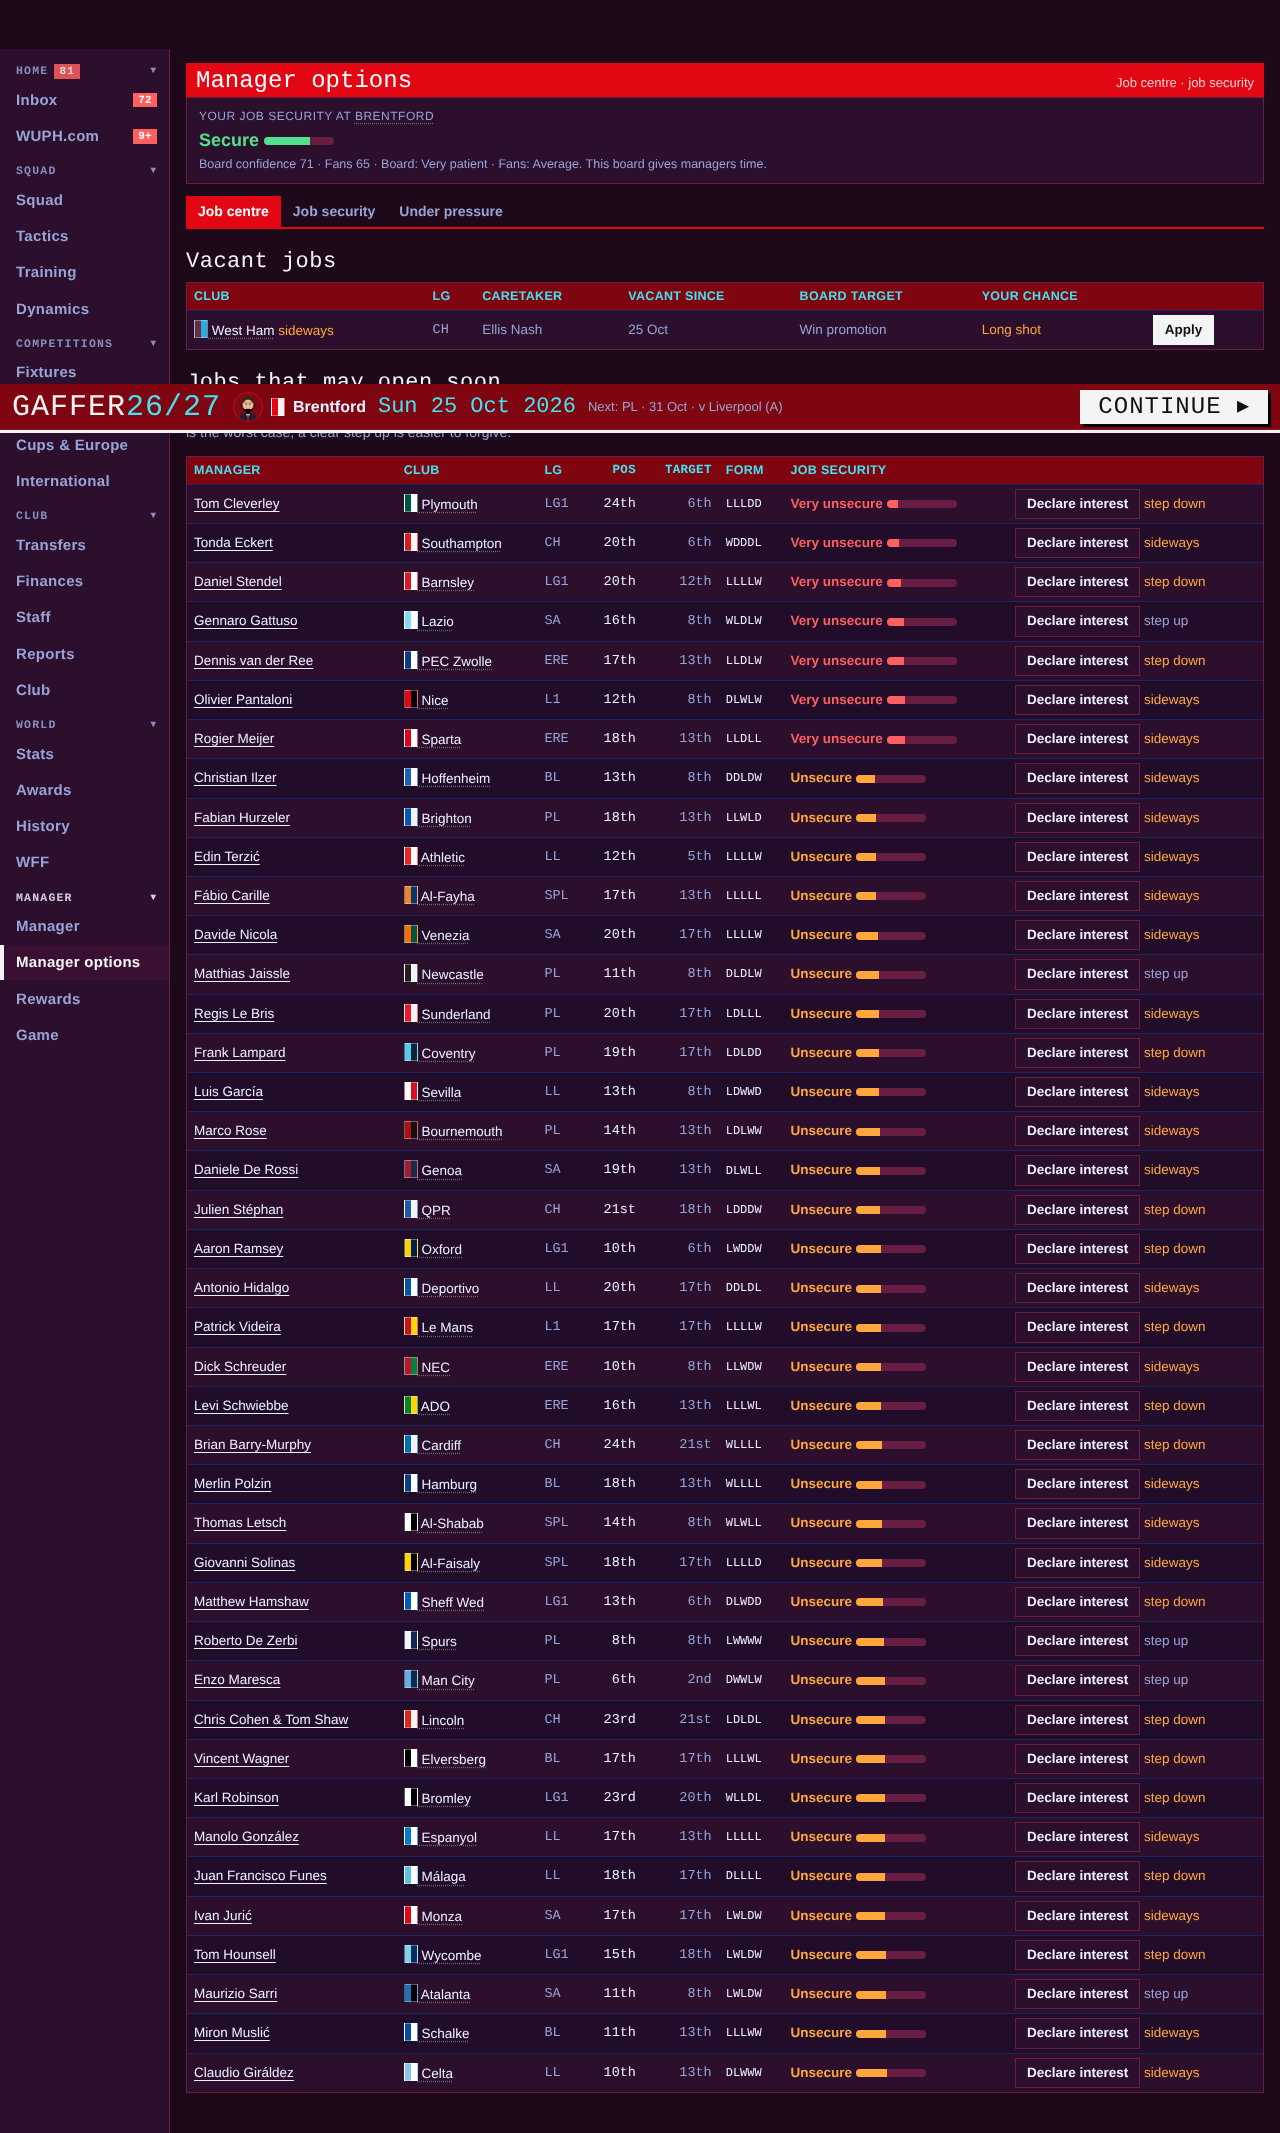 HOME 81 ▼
Inbox 72
WUPH.com 9+
SQUAD ▼
Squad
Tactics
Training
Dynamics
COMPETITIONS ▼
Fixtures
Cups & Europe
International
CLUB ▼
Transfers
Finances
Staff
Reports
Club
WORLD ▼
Stats
Awards
History
WFF
MANAGER ▼
Manager
Manager options
Rewards
Game
Manager options Job centre · job security
YOUR JOB SECURITY AT BRENTFORD
Secure
Board confidence 71 · Fans 65 · Board: Very patient · Fans: Average. This board gives managers time.
Job centre Job security Under pressure
Vacant jobs
CLUB LG CARETAKER VACANT SINCE BOARD TARGET YOUR CHANCE
West Ham sideways CH Ellis Nash 25 Oct Win promotion Long shot Apply
Jobs that may open soon
GAFFER26/27 Brentford Sun 25 Oct 2026 Next: PL · 31 Oct · v Liverpool (A) CONTINUE ▶
is the worst case, a clear step up is easier to forgive.
MANAGER CLUB LG POS TARGET FORM JOB SECURITY
Tom Cleverley Plymouth LG1 24th 6th LLLDD Very unsecure Declare interest step down
Tonda Eckert Southampton CH 20th 6th WDDDL Very unsecure Declare interest sideways
Daniel Stendel Barnsley LG1 20th 12th LLLLW Very unsecure Declare interest step down
Gennaro Gattuso Lazio SA 16th 8th WLDLW Very unsecure Declare interest step up
Dennis van der Ree PEC Zwolle ERE 17th 13th LLDLW Very unsecure Declare interest step down
Olivier Pantaloni Nice L1 12th 8th DLWLW Very unsecure Declare interest sideways
Rogier Meijer Sparta ERE 18th 13th LLDLL Very unsecure Declare interest sideways
Christian Ilzer Hoffenheim BL 13th 8th DDLDW Unsecure Declare interest sideways
Fabian Hurzeler Brighton PL 18th 13th LLWLD Unsecure Declare interest sideways
Edin Terzić Athletic LL 12th 5th LLLLW Unsecure Declare interest sideways
Fábio Carille Al-Fayha SPL 17th 13th LLLLL Unsecure Declare interest sideways
Davide Nicola Venezia SA 20th 17th LLLLW Unsecure Declare interest sideways
Matthias Jaissle Newcastle PL 11th 8th DLDLW Unsecure Declare interest step up
Regis Le Bris Sunderland PL 20th 17th LDLLL Unsecure Declare interest sideways
Frank Lampard Coventry PL 19th 17th LDLDD Unsecure Declare interest step down
Luis García Sevilla LL 13th 8th LDWWD Unsecure Declare interest sideways
Marco Rose Bournemouth PL 14th 13th LDLWW Unsecure Declare interest sideways
Daniele De Rossi Genoa SA 19th 13th DLWLL Unsecure Declare interest sideways
Julien Stéphan QPR CH 21st 18th LDDDW Unsecure Declare interest step down
Aaron Ramsey Oxford LG1 10th 6th LWDDW Unsecure Declare interest step down
Antonio Hidalgo Deportivo LL 20th 17th DDLDL Unsecure Declare interest sideways
Patrick Videira Le Mans L1 17th 17th LLLLW Unsecure Declare interest step down
Dick Schreuder NEC ERE 10th 8th LLWDW Unsecure Declare interest sideways
Levi Schwiebbe ADO ERE 16th 13th LLLWL Unsecure Declare interest step down
Brian Barry-Murphy Cardiff CH 24th 21st WLLLL Unsecure Declare interest step down
Merlin Polzin Hamburg BL 18th 13th WLLLL Unsecure Declare interest sideways
Thomas Letsch Al-Shabab SPL 14th 8th WLWLL Unsecure Declare interest sideways
Giovanni Solinas Al-Faisaly SPL 18th 17th LLLLD Unsecure Declare interest sideways
Matthew Hamshaw Sheff Wed LG1 13th 6th DLWDD Unsecure Declare interest step down
Roberto De Zerbi Spurs PL 8th 8th LWWWW Unsecure Declare interest step up
Enzo Maresca Man City PL 6th 2nd DWWLW Unsecure Declare interest step up
Chris Cohen & Tom Shaw Lincoln CH 23rd 21st LDLDL Unsecure Declare interest step down
Vincent Wagner Elversberg BL 17th 17th LLLWL Unsecure Declare interest step down
Karl Robinson Bromley LG1 23rd 20th WLLDL Unsecure Declare interest step down
Manolo González Espanyol LL 17th 13th LLLLL Unsecure Declare interest sideways
Juan Francisco Funes Málaga LL 18th 17th DLLLL Unsecure Declare interest step down
Ivan Jurić Monza SA 17th 17th LWLDW Unsecure Declare interest sideways
Tom Hounsell Wycombe LG1 15th 18th LWLDW Unsecure Declare interest step down
Maurizio Sarri Atalanta SA 11th 8th LWLDW Unsecure Declare interest step up
Miron Muslić Schalke BL 11th 13th LLLWW Unsecure Declare interest sideways
Claudio Giráldez Celta LL 10th 13th DLWWW Unsecure Declare interest sideways